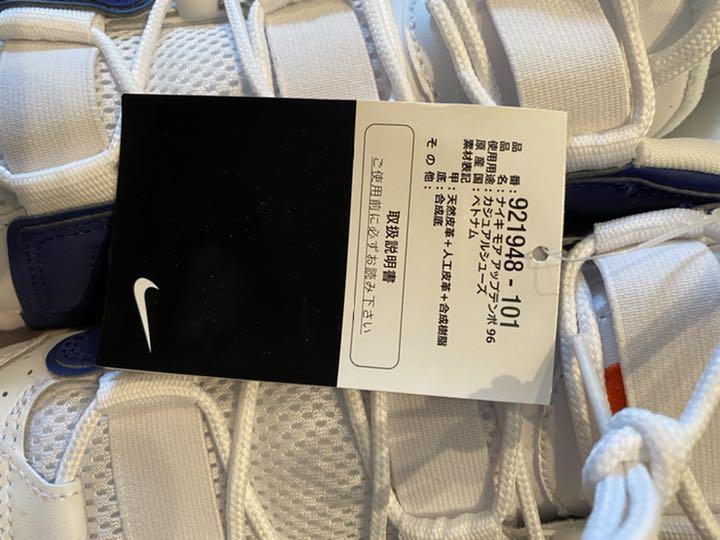 品番：921948 - 101
品名：ナイキ モア アップテンポ 96
使用用途：カジュアルシューズ
原産国：ベトナム
素材表記：甲：天然皮革＋人工皮革＋合成樹脂
底：合成底
その他：
取扱説明書
ご使用前に必ずお読み下さい